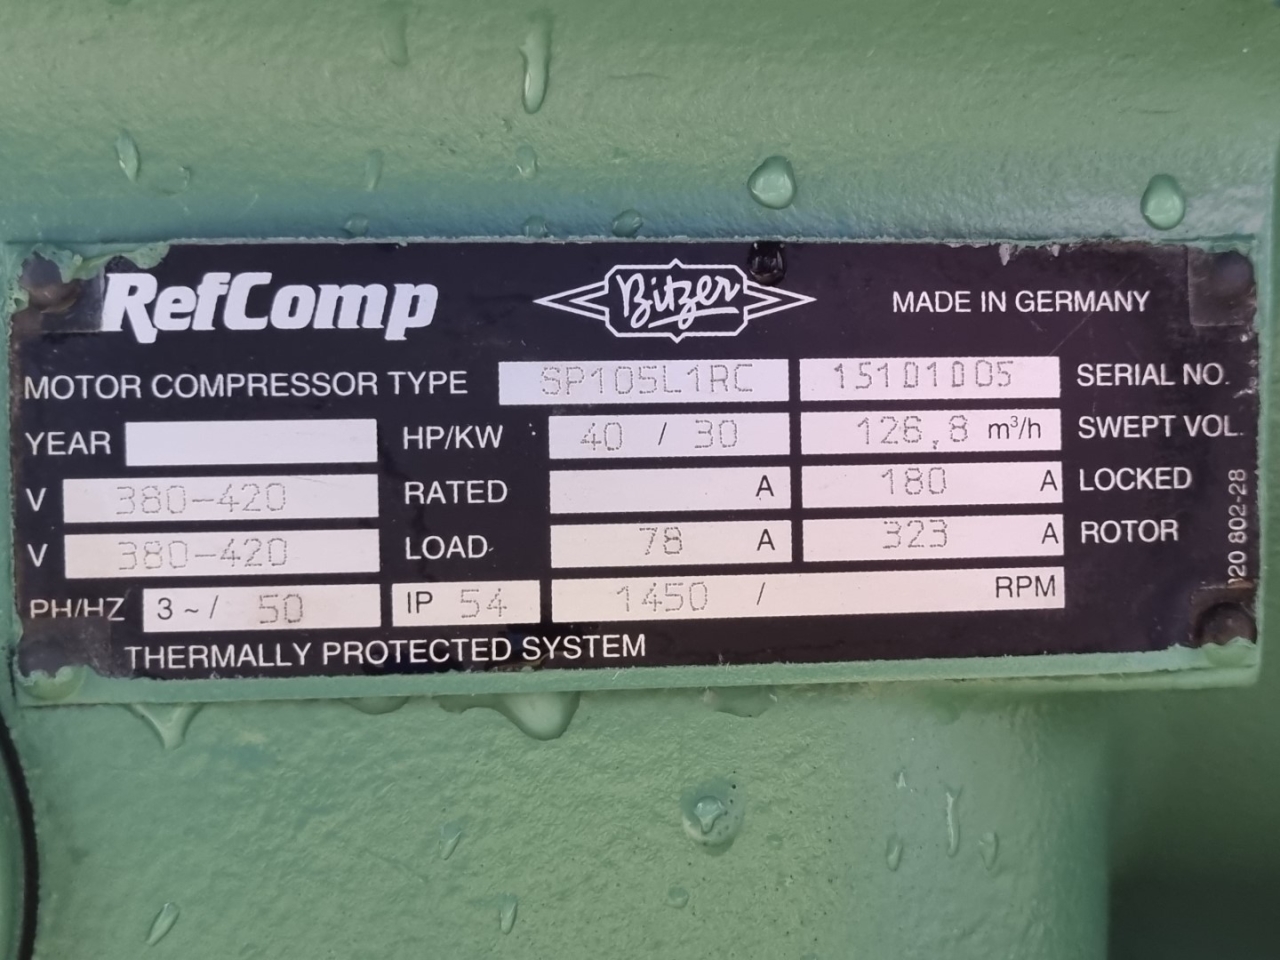 RefComp Bitzer MADE IN GERMANY
MOTOR COMPRESSOR TYPE SP105L1RC 15101005 SERIAL NO.
YEAR HP/KW 40 / 30 126,8 m³/h SWEPT VOL.
V 380-420 RATED A 180 A LOCKED
V 380-420 LOAD 78 A 323 A ROTOR
PH/HZ 3 ~ / 50 IP 54 1450 / RPM
THERMALLY PROTECTED SYSTEM
320 802-28